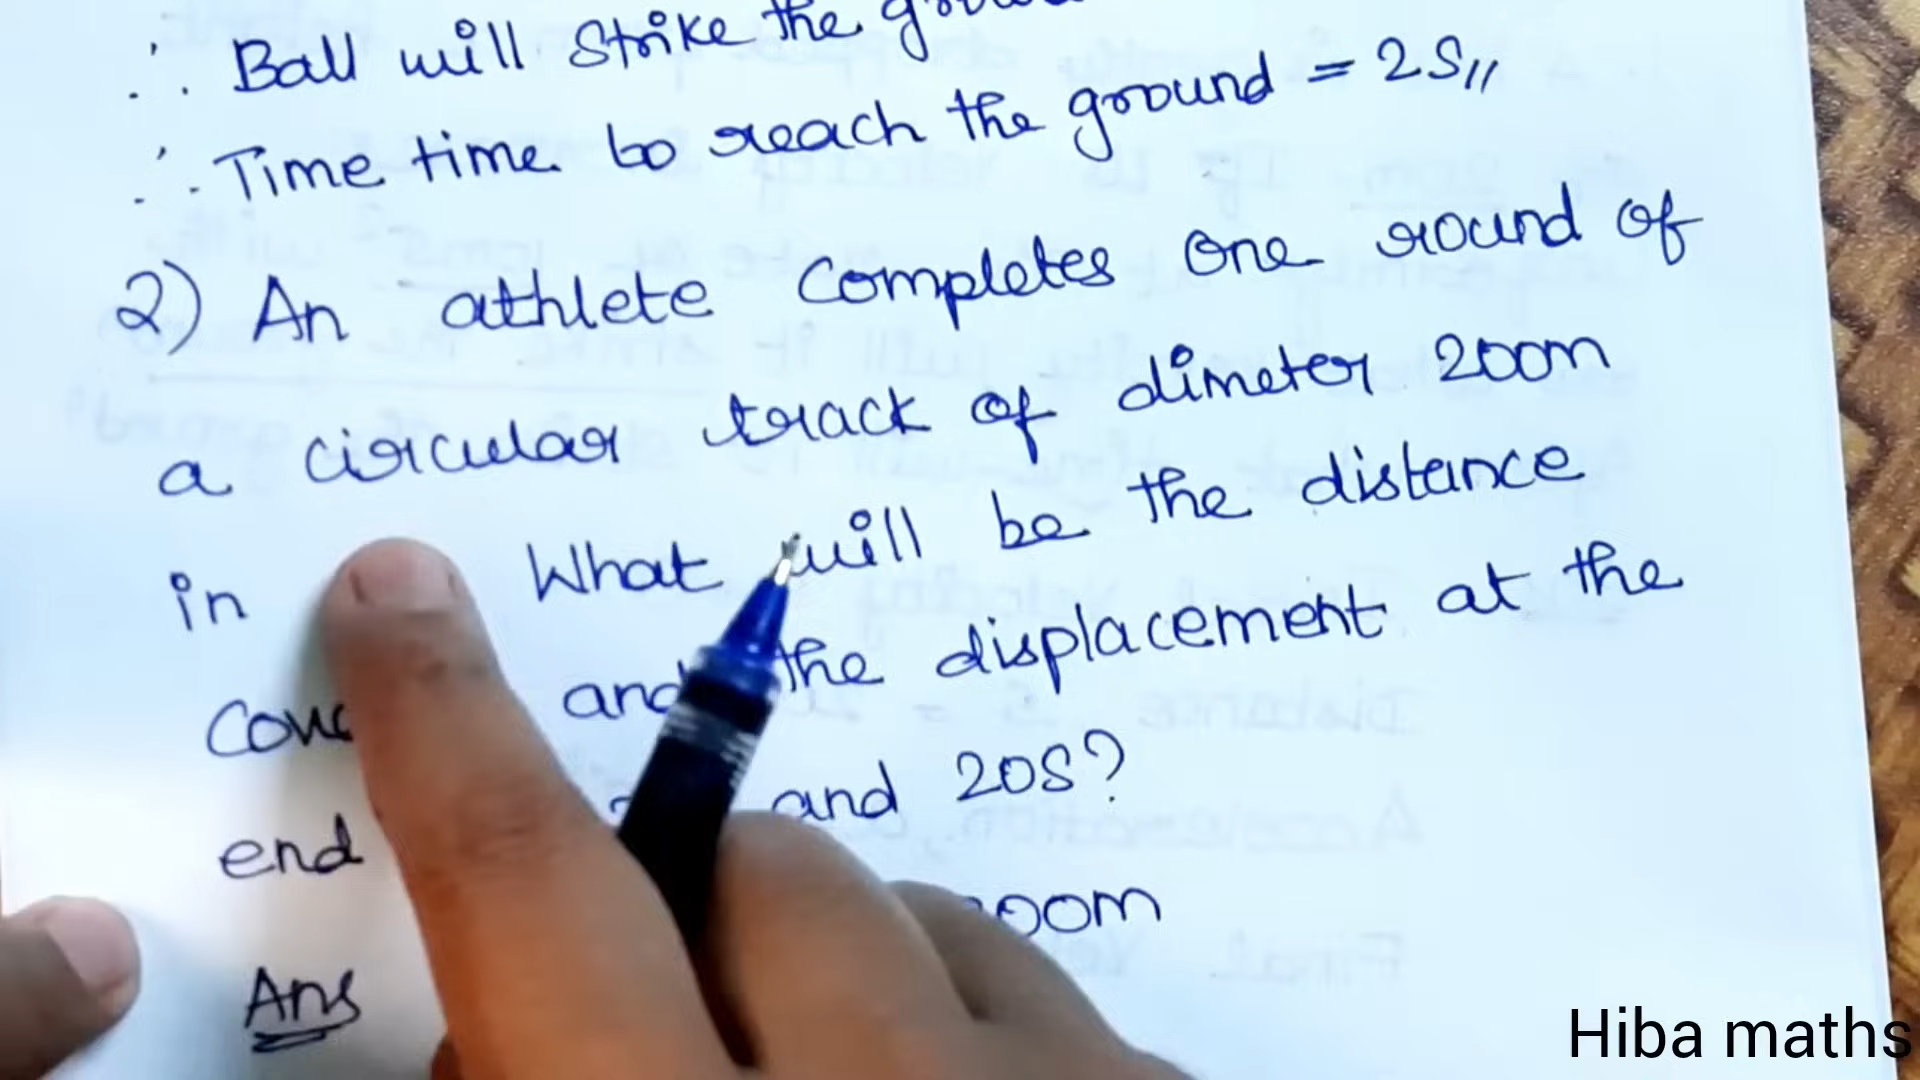 ∴ Ball will strike the
∴ Time time to reach the ground = 2S //
2) An athlete completes one round of
a circular track of dimeter 200m
in What will be the distance
and the displacement at the
end and 20S?
Ans 00m
Hiba maths